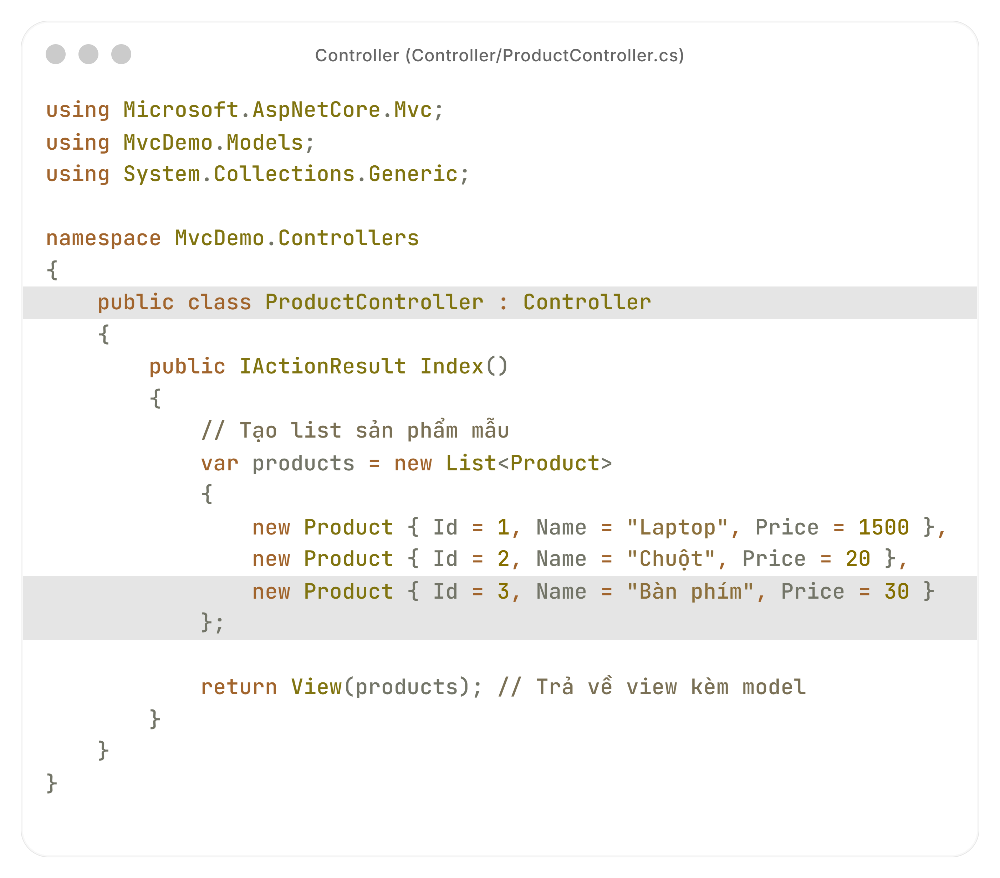 Controller (Controller/ProductController.cs)
using Microsoft.AspNetCore.Mvc;
using MvcDemo.Models;
using System.Collections.Generic;
namespace MvcDemo.Controllers
{
    public class ProductController : Controller
    {
        public IActionResult Index()
        {
            // Tạo list sản phẩm mẫu
            var products = new List<Product>
            {
                new Product { Id = 1, Name = "Laptop", Price = 1500 },
                new Product { Id = 2, Name = "Chuột", Price = 20 },
                new Product { Id = 3, Name = "Bàn phím", Price = 30 }
            };
            return View(products); // Trả về view kèm model
        }
    }
}